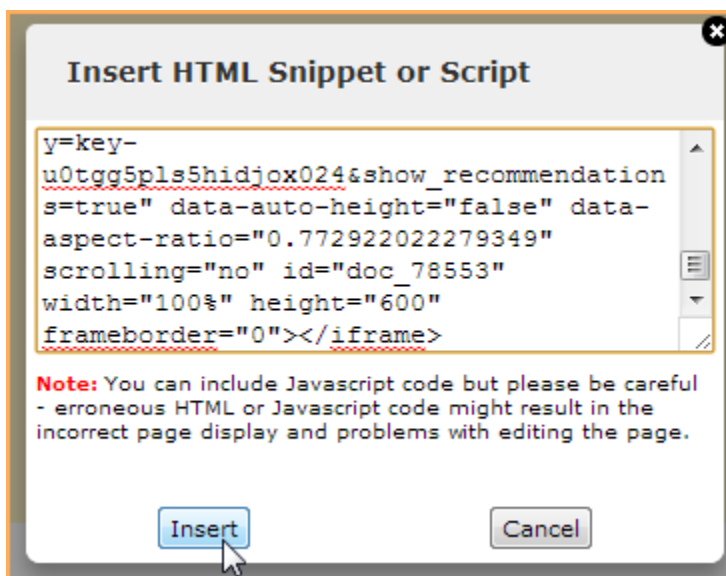 Insert HTML Snippet or Script
y=key-
u0tgg5pls5hidjox024&show_recommendation
s=true" data-auto-height="false" data-
aspect-ratio="0.772922022279349"
scrolling="no" id="doc_78553"
width="100%" height="600"
frameborder="0"></iframe>
Note: You can include Javascript code but please be careful
- erroneous HTML or Javascript code might result in the
incorrect page display and problems with editing the page.
Insert
Cancel